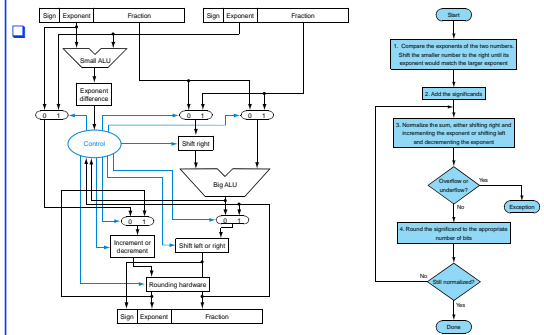 Sign Exponent Fraction
Sign Exponent Fraction
Small ALU
Exponent
difference
0 1
0 1
0 1
Control
Shift right
Big ALU
0 1
0 1
Increment or
decrement
Shift left or right
Rounding hardware
Sign Exponent Fraction
Start
1. Compare the exponents of the two numbers.
Shift the smaller number to the right until its
exponent would match the larger exponent
2. Add the significands
3. Normalize the sum, either shifting right and
incrementing the exponent or shifting left
and decrementing the exponent
Overflow or
underflow?
Yes
No
Exception
4. Round the significand to the appropriate
number of bits
No
Still normalized?
Yes
Done